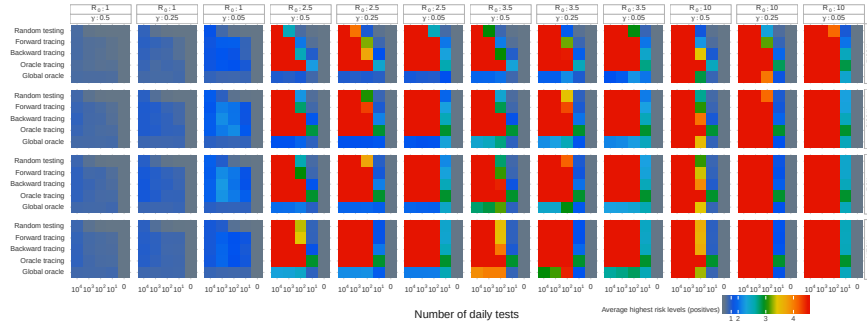 R₀: 1 R₀: 1 R₀: 1 R₀: 2.5 R₀: 2.5 R₀: 2.5 R₀: 3.5 R₀: 3.5 R₀: 3.5 R₀: 10 R₀: 10 R₀: 10
γ: 0.5 γ: 0.25 γ: 0.05 γ: 0.5 γ: 0.25 γ: 0.05 γ: 0.5 γ: 0.25 γ: 0.05 γ: 0.5 γ: 0.25 γ: 0.05
Random testing
Forward tracing
Backward tracing
Oracle tracing
Global oracle
Random testing
Forward tracing
Backward tracing
Oracle tracing
Global oracle
Random testing
Forward tracing
Backward tracing
Oracle tracing
Global oracle
Random testing
Forward tracing
Backward tracing
Oracle tracing
Global oracle
10⁴10³10²10¹ 0 10⁴10³10²10¹ 0 10⁴10³10²10¹ 0 10⁴10³10²10¹ 0 10⁴10³10²10¹ 0 10⁴10³10²10¹ 0 10⁴10³10²10¹ 0 10⁴10³10²10¹ 0 10⁴10³10²10¹ 0 10⁴10³10²10¹ 0 10⁴10³10²10¹ 0 10⁴10³10²10¹ 0
Number of daily tests
Average highest risk levels (positives)
1 2 3 4